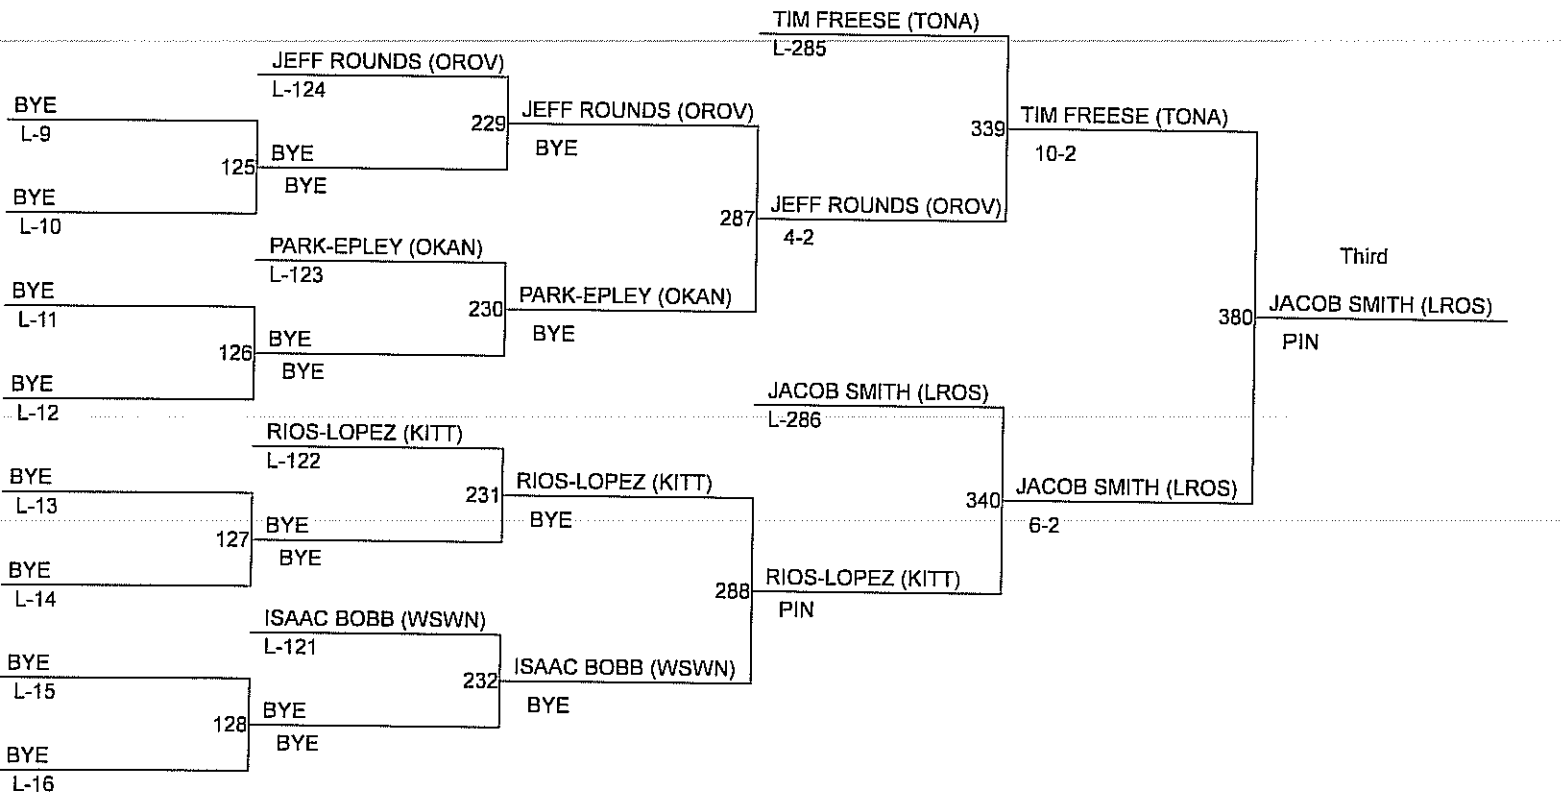 TIM FREESE (TONA)
L-285
JEFF ROUNDS (OROV)
L-124
BYE
L-9
229
JEFF ROUNDS (OROV)
BYE
339
TIM FREESE (TONA)
10-2
125
BYE
BYE
BYE
L-10
287
JEFF ROUNDS (OROV)
4-2
PARK-EPLEY (OKAN)
L-123
Third
BYE
L-11
230
PARK-EPLEY (OKAN)
BYE
380
JACOB SMITH (LROS)
PIN
126
BYE
BYE
BYE
L-12
JACOB SMITH (LROS)
L-286
RIOS-LOPEZ (KITT)
L-122
BYE
L-13
231
RIOS-LOPEZ (KITT)
BYE
340
JACOB SMITH (LROS)
6-2
127
BYE
BYE
BYE
L-14
288
RIOS-LOPEZ (KITT)
PIN
ISAAC BOBB (WSWN)
L-121
BYE
L-15
232
ISAAC BOBB (WSWN)
BYE
128
BYE
BYE
BYE
L-16